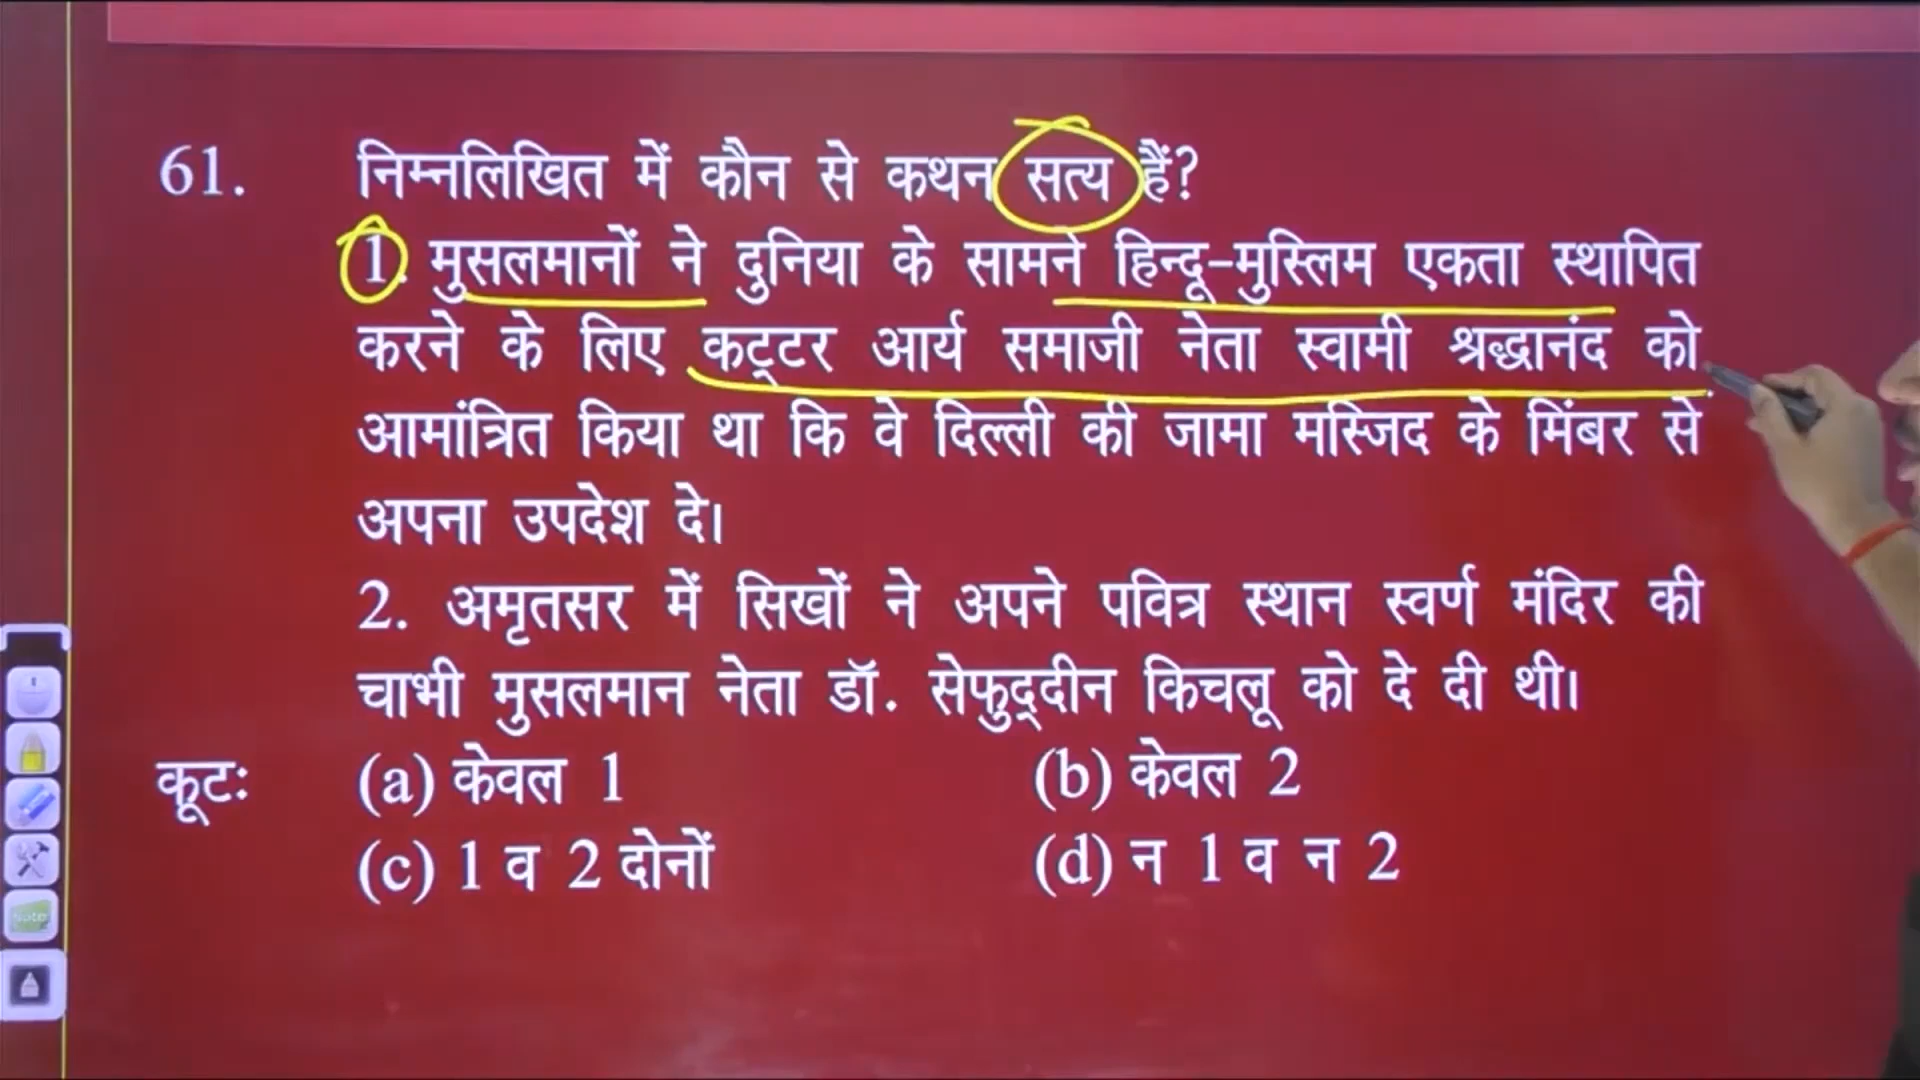 61. निम्नलिखित में कौन से कथन सत्य हैं?
1. मुसलमानों ने दुनिया के सामने हिन्दू-मुस्लिम एकता स्थापित
करने के लिए कट्टर आर्य समाजी नेता स्वामी श्रद्धानंद को
आमांत्रित किया था कि वे दिल्ली की जामा मस्जिद के मिंबर से
अपना उपदेश दे।
2. अमृतसर में सिखों ने अपने पवित्र स्थान स्वर्ण मंदिर की
चाभी मुसलमान नेता डॉ. सेफुद्दीन किचलू को दे दी थी।
कूटः (a) केवल 1 (b) केवल 2
(c) 1 व 2 दोनों (d) न 1 व न 2
Note